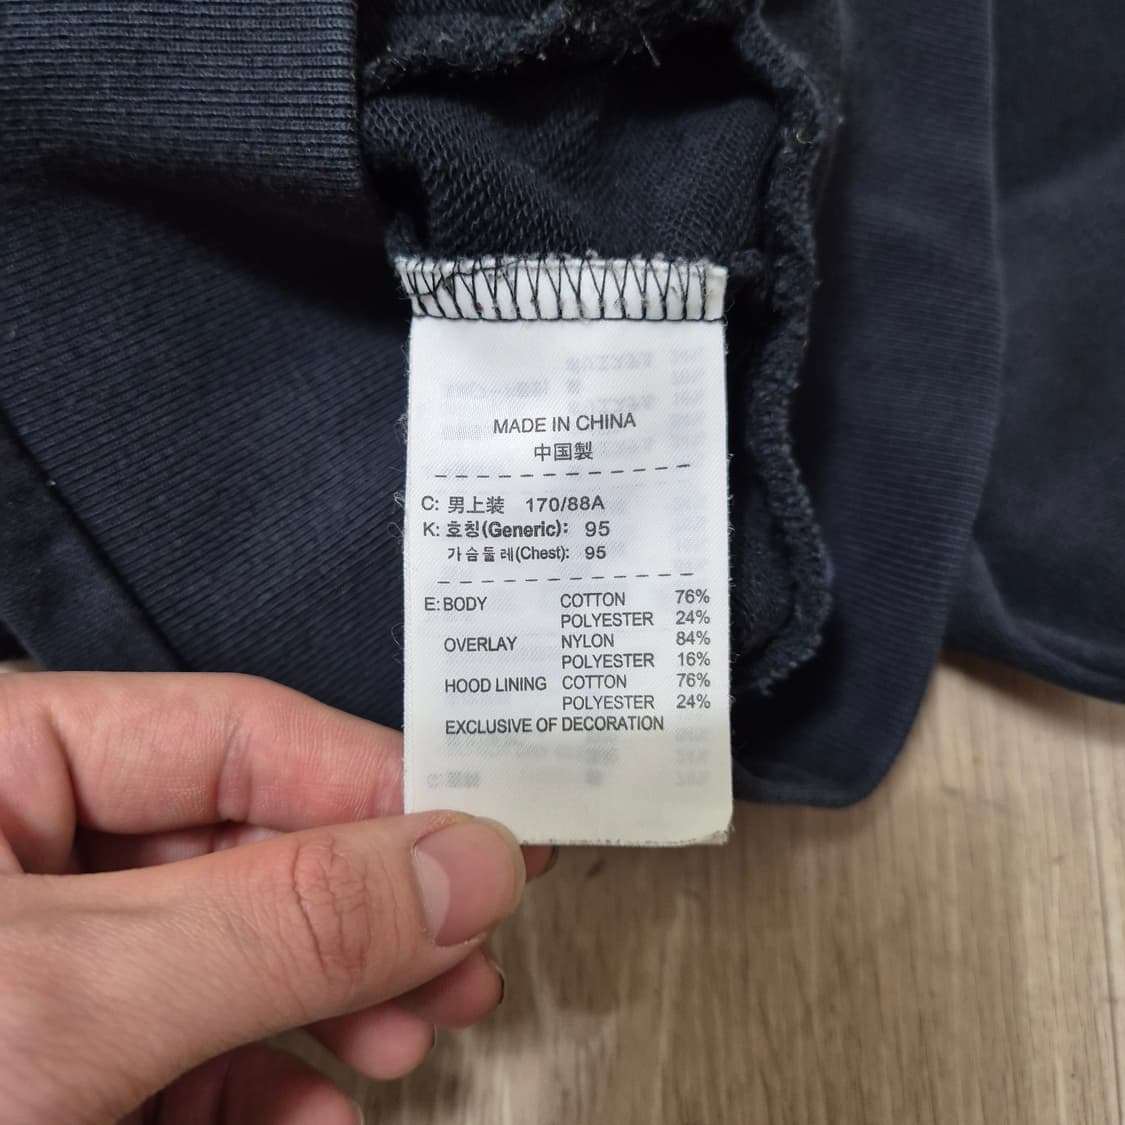 MADE IN CHINA
中国製
C: 男上装 170/88A
K: 호칭(Generic): 95
가슴둘레(Chest): 95
E: BODY COTTON 76%
POLYESTER 24%
OVERLAY NYLON 84%
POLYESTER 16%
HOOD LINING COTTON 76%
POLYESTER 24%
EXCLUSIVE OF DECORATION